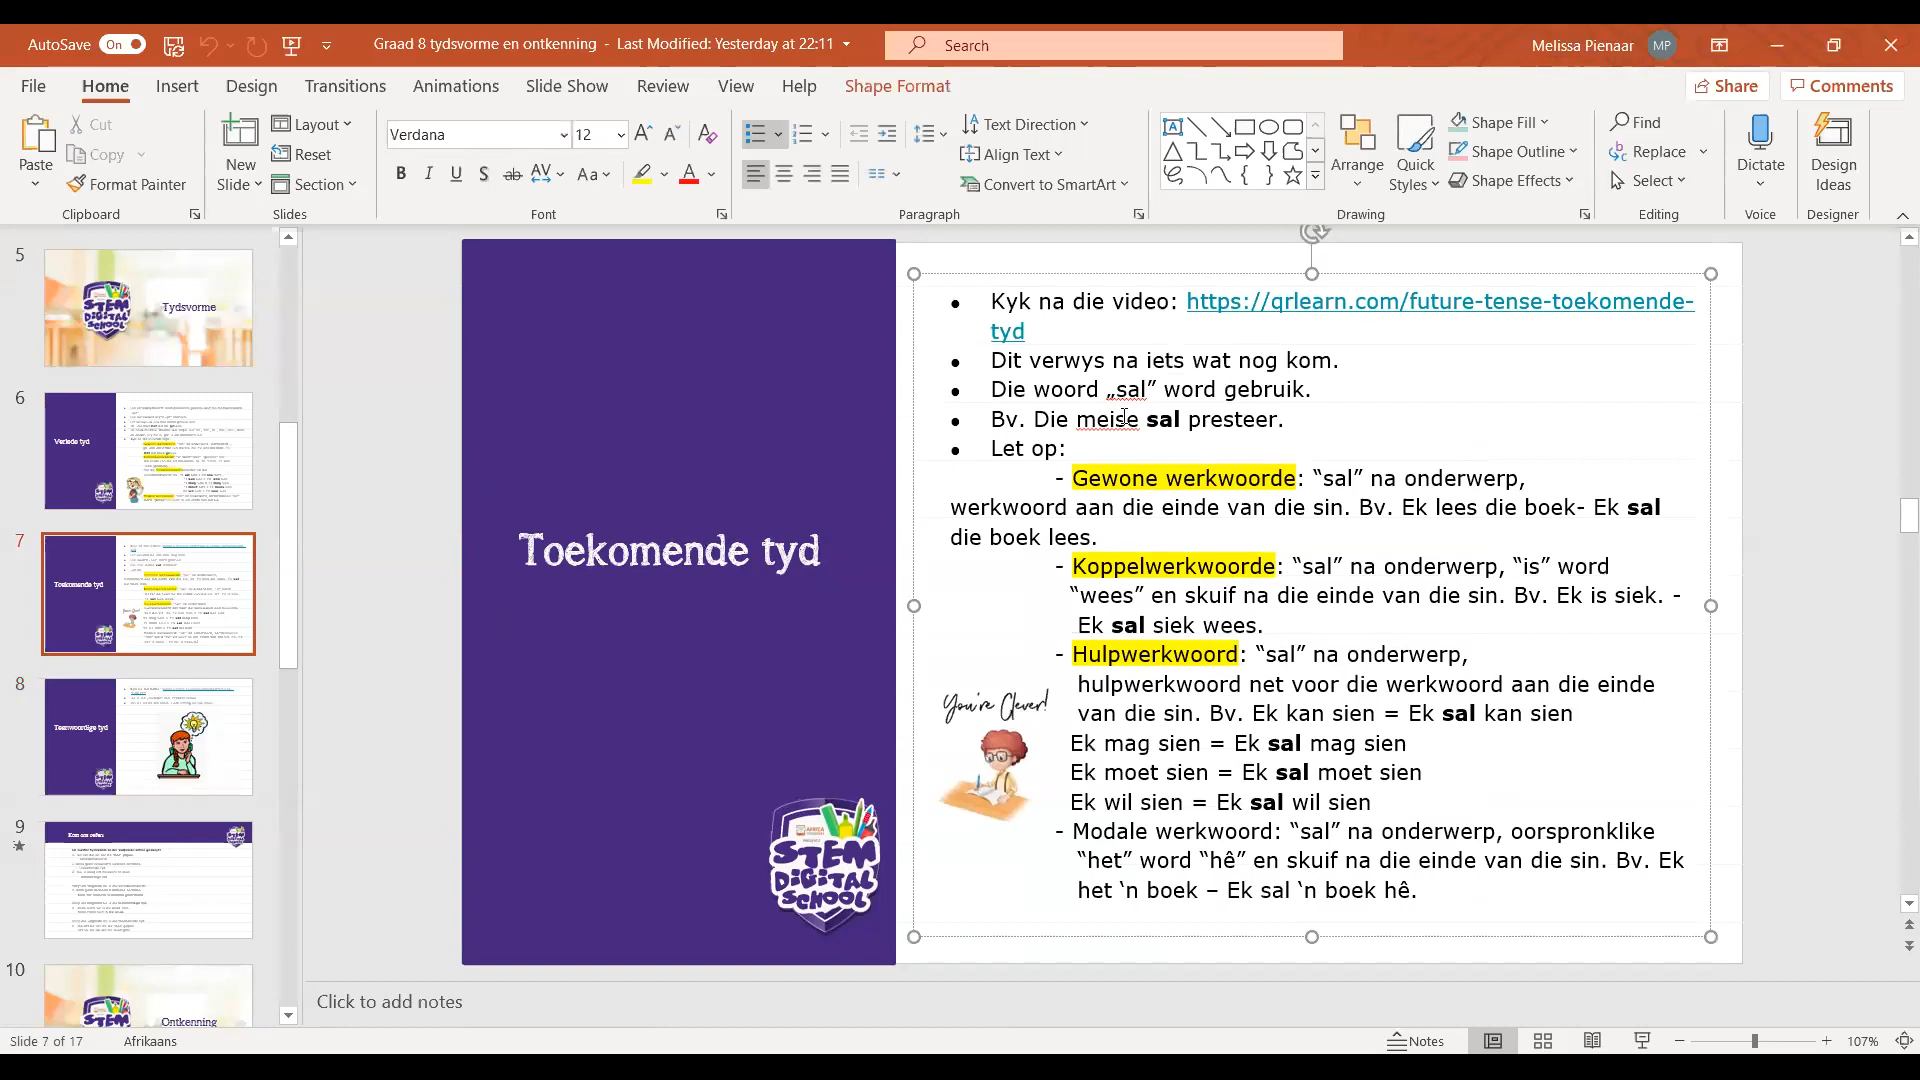 AutoSave On
Graad 8 tydsvorme en ontkenning - Last Modified: Yesterday at 22:11
Search
Melissa Pienaar MP
File Home Insert Design Transitions Animations Slide Show Review View Help Shape Format
Share Comments
Paste
Cut
Copy
Format Painter
Clipboard
New Slide
Layout
Reset
Section
Slides
Verdana 12
Font
Text Direction
Align Text
Convert to SmartArt
Paragraph
Arrange
Quick Styles
Shape Fill
Shape Outline
Shape Effects
Drawing
Find
Replace
Select
Editing
Dictate
Voice
Design Ideas
Designer
5
STEM DIGITAL SCHOOL
Tydsvorme
6
Verlede tyd
7
Toekomende tyd
8
Teenwoordige tyd
9
10
Ontkenning
Toekomende tyd
STEM
DIGITAL
SCHOOL
• Kyk na die video: https://qrlearn.com/future-tense-toekomende-
tyd
• Dit verwys na iets wat nog kom.
• Die woord „sal” word gebruik.
• Bv. Die meisie sal presteer.
• Let op:
- Gewone werkwoorde: “sal” na onderwerp,
werkwoord aan die einde van die sin. Bv. Ek lees die boek- Ek sal
die boek lees.
- Koppelwerkwoorde: “sal” na onderwerp, “is” word
“wees” en skuif na die einde van die sin. Bv. Ek is siek. -
Ek sal siek wees.
- Hulpwerkwoord: “sal” na onderwerp,
hulpwerkwoord net voor die werkwoord aan die einde
van die sin. Bv. Ek kan sien = Ek sal kan sien
Ek mag sien = Ek sal mag sien
Ek moet sien = Ek sal moet sien
Ek wil sien = Ek sal wil sien
- Modale werkwoord: “sal” na onderwerp, oorspronklike
“het” word “hê” en skuif na die einde van die sin. Bv. Ek
het ‘n boek – Ek sal ‘n boek hê.
You're Clever!
Click to add notes
Slide 7 of 17 Afrikaans
Notes
107%